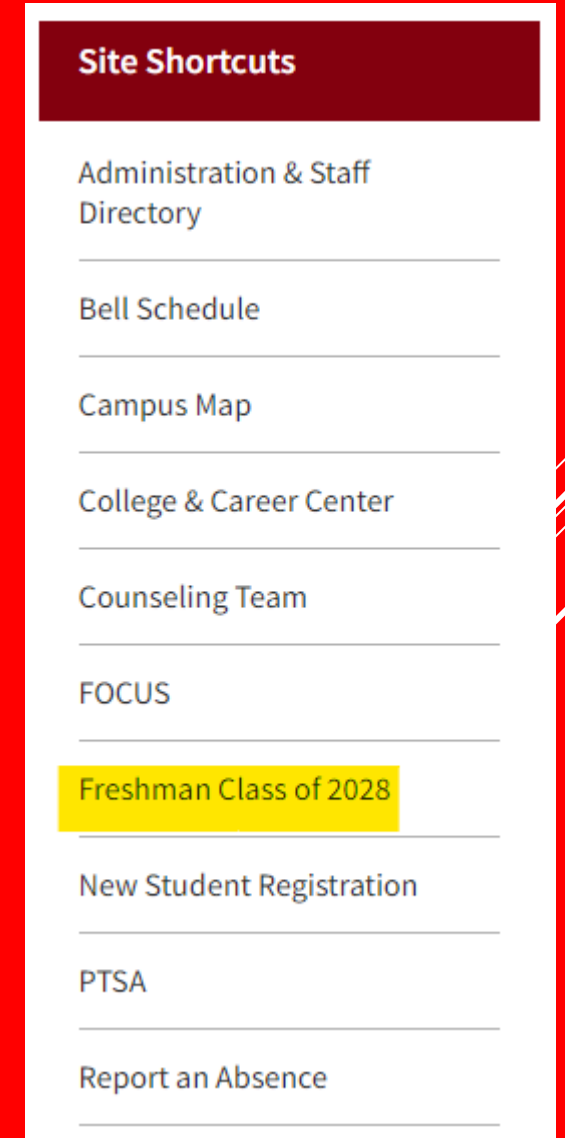 Site Shortcuts
Administration & Staff
Directory
Bell Schedule
Campus Map
College & Career Center
Counseling Team
FOCUS
Freshman Class of 2028
New Student Registration
PTSA
Report an Absence